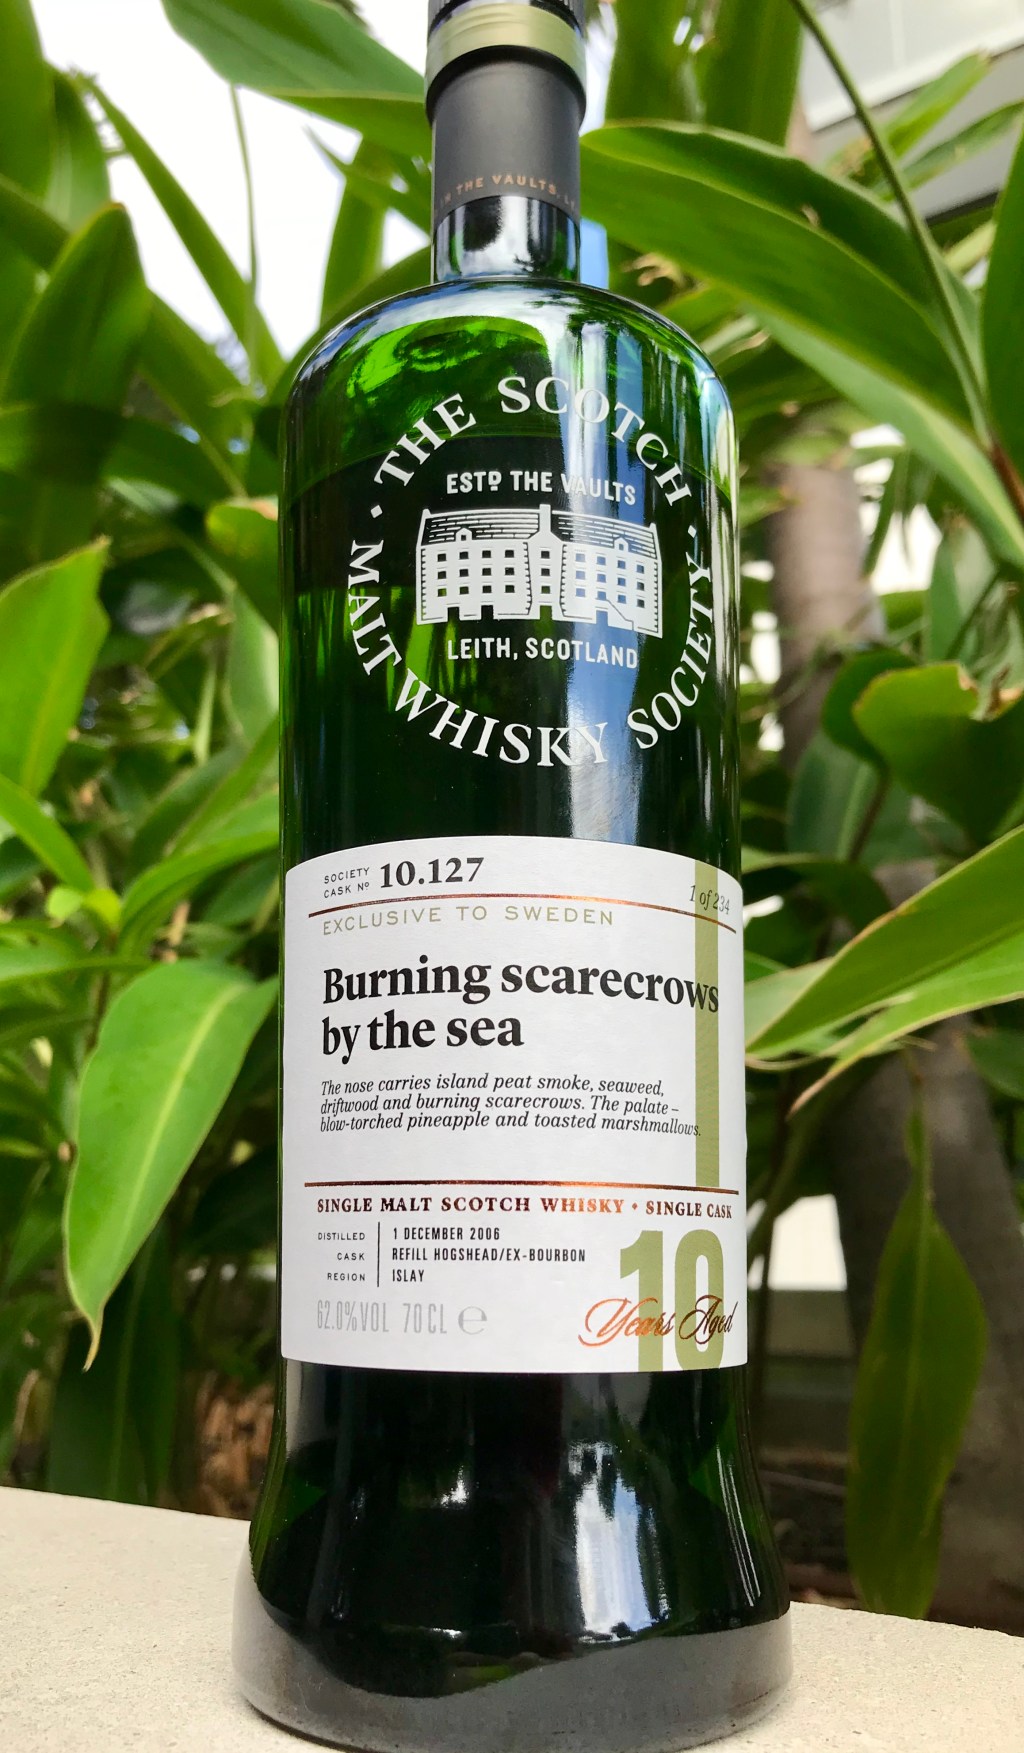 IN THE VAULTS.
THE SCOTCH
MALT WHISKY SOCIETY
ESTD THE VAULTS
LEITH, SCOTLAND
SOCIETY CASK Nº 10.127
1 of 234
EXCLUSIVE TO SWEDEN
Burning scarecrows
by the sea
The nose carries island peat smoke, seaweed,
driftwood and burning scarecrows. The palate –
blow-torched pineapple and toasted marshmallows.
SINGLE MALT SCOTCH WHISKY • SINGLE CASK
DISTILLED 1 DECEMBER 2006
CASK REFILL HOGSHEAD/EX-BOURBON
REGION ISLAY
62.0%VOL 70CL ℮
10
Years Aged